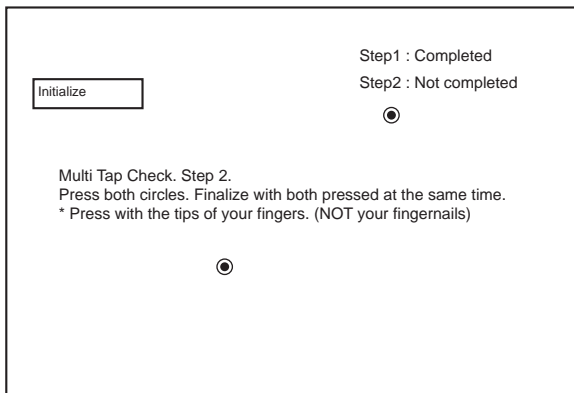 Step1 : Completed
Step2 : Not completed
Initialize
Multi Tap Check. Step 2.
Press both circles. Finalize with both pressed at the same time.
* Press with the tips of your fingers. (NOT your fingernails)